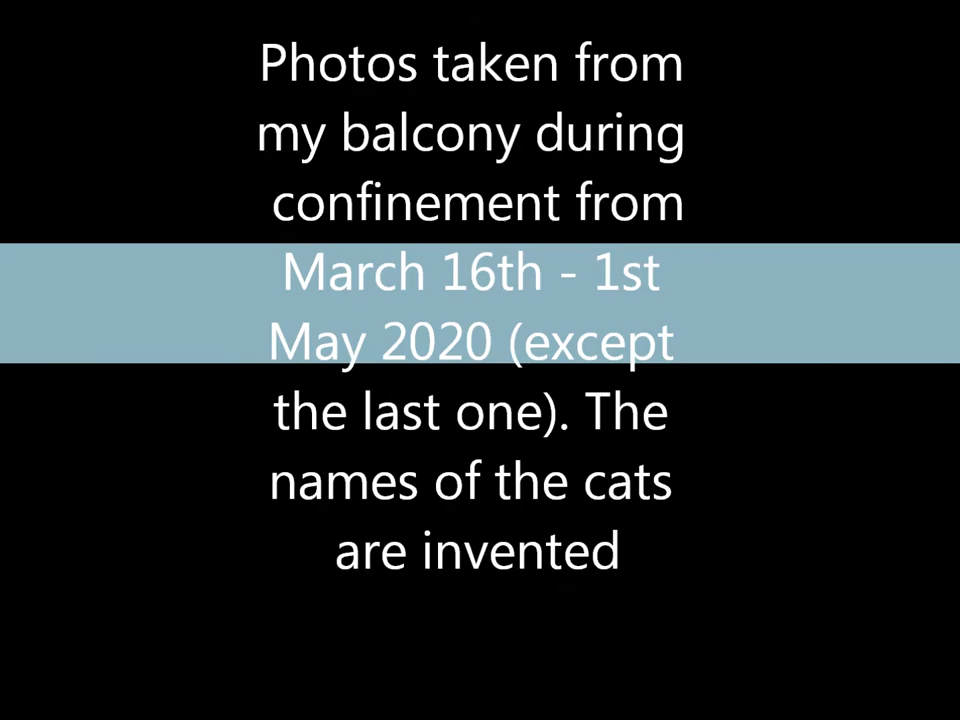 Photos taken from
my balcony during
confinement from
March 16th - 1st
May 2020 (except
the last one). The
names of the cats
are invented